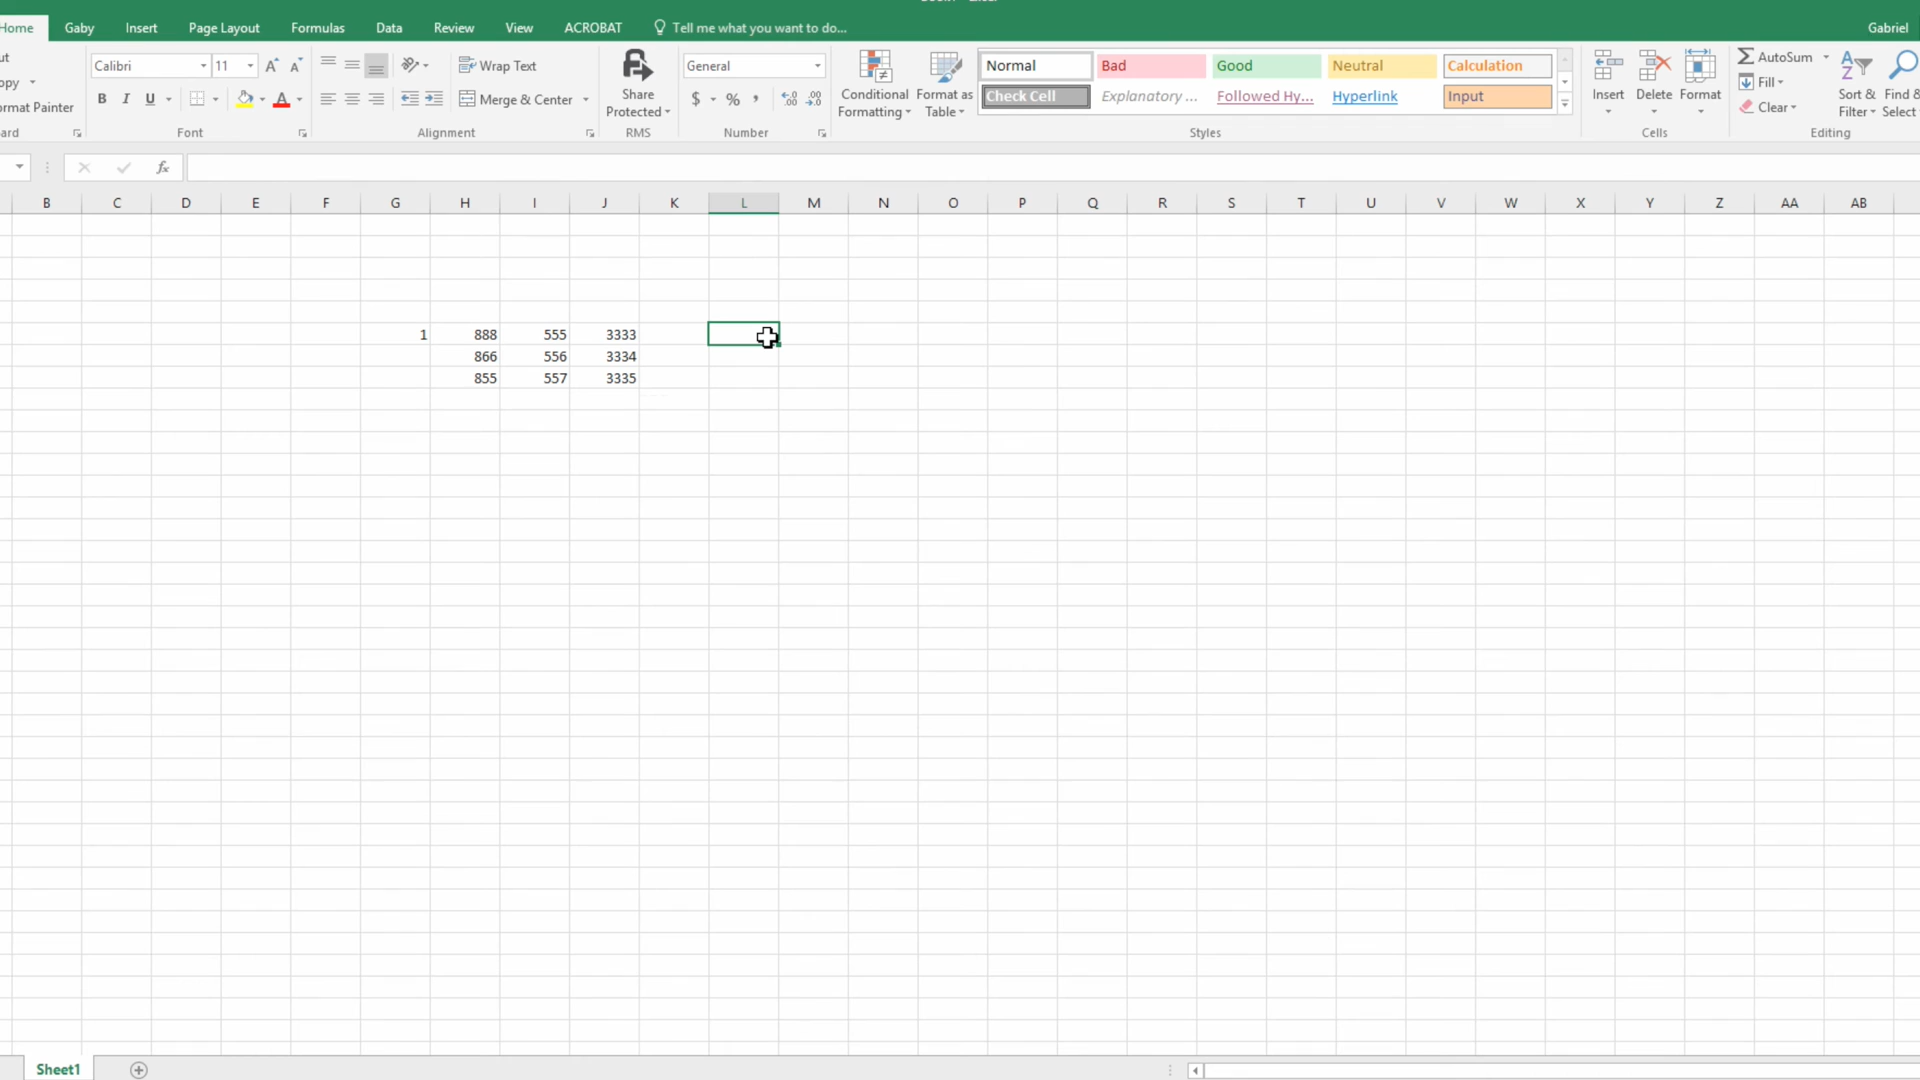 Home Gaby Insert Page Layout Formulas Data Review View ACROBAT Tell me what you want to do... Gabriel
Calibri 11 Wrap Text General Normal Bad Good Neutral Calculation AutoSum
B I U A Merge & Center $ % Check Cell Explanatory ... Followed Hy... Hyperlink Input Fill
ormat Painter Share Protected Conditional Formatting Format as Table Insert Delete Format Clear Sort & Filter Find & Select
ard Font Alignment RMS Number Styles Cells Editing
fx
B C D E F G H I J K L M N O P Q R S T U V W X Y Z AA AB
1 888 555 3333
866 556 3334
855 557 3335
Sheet1